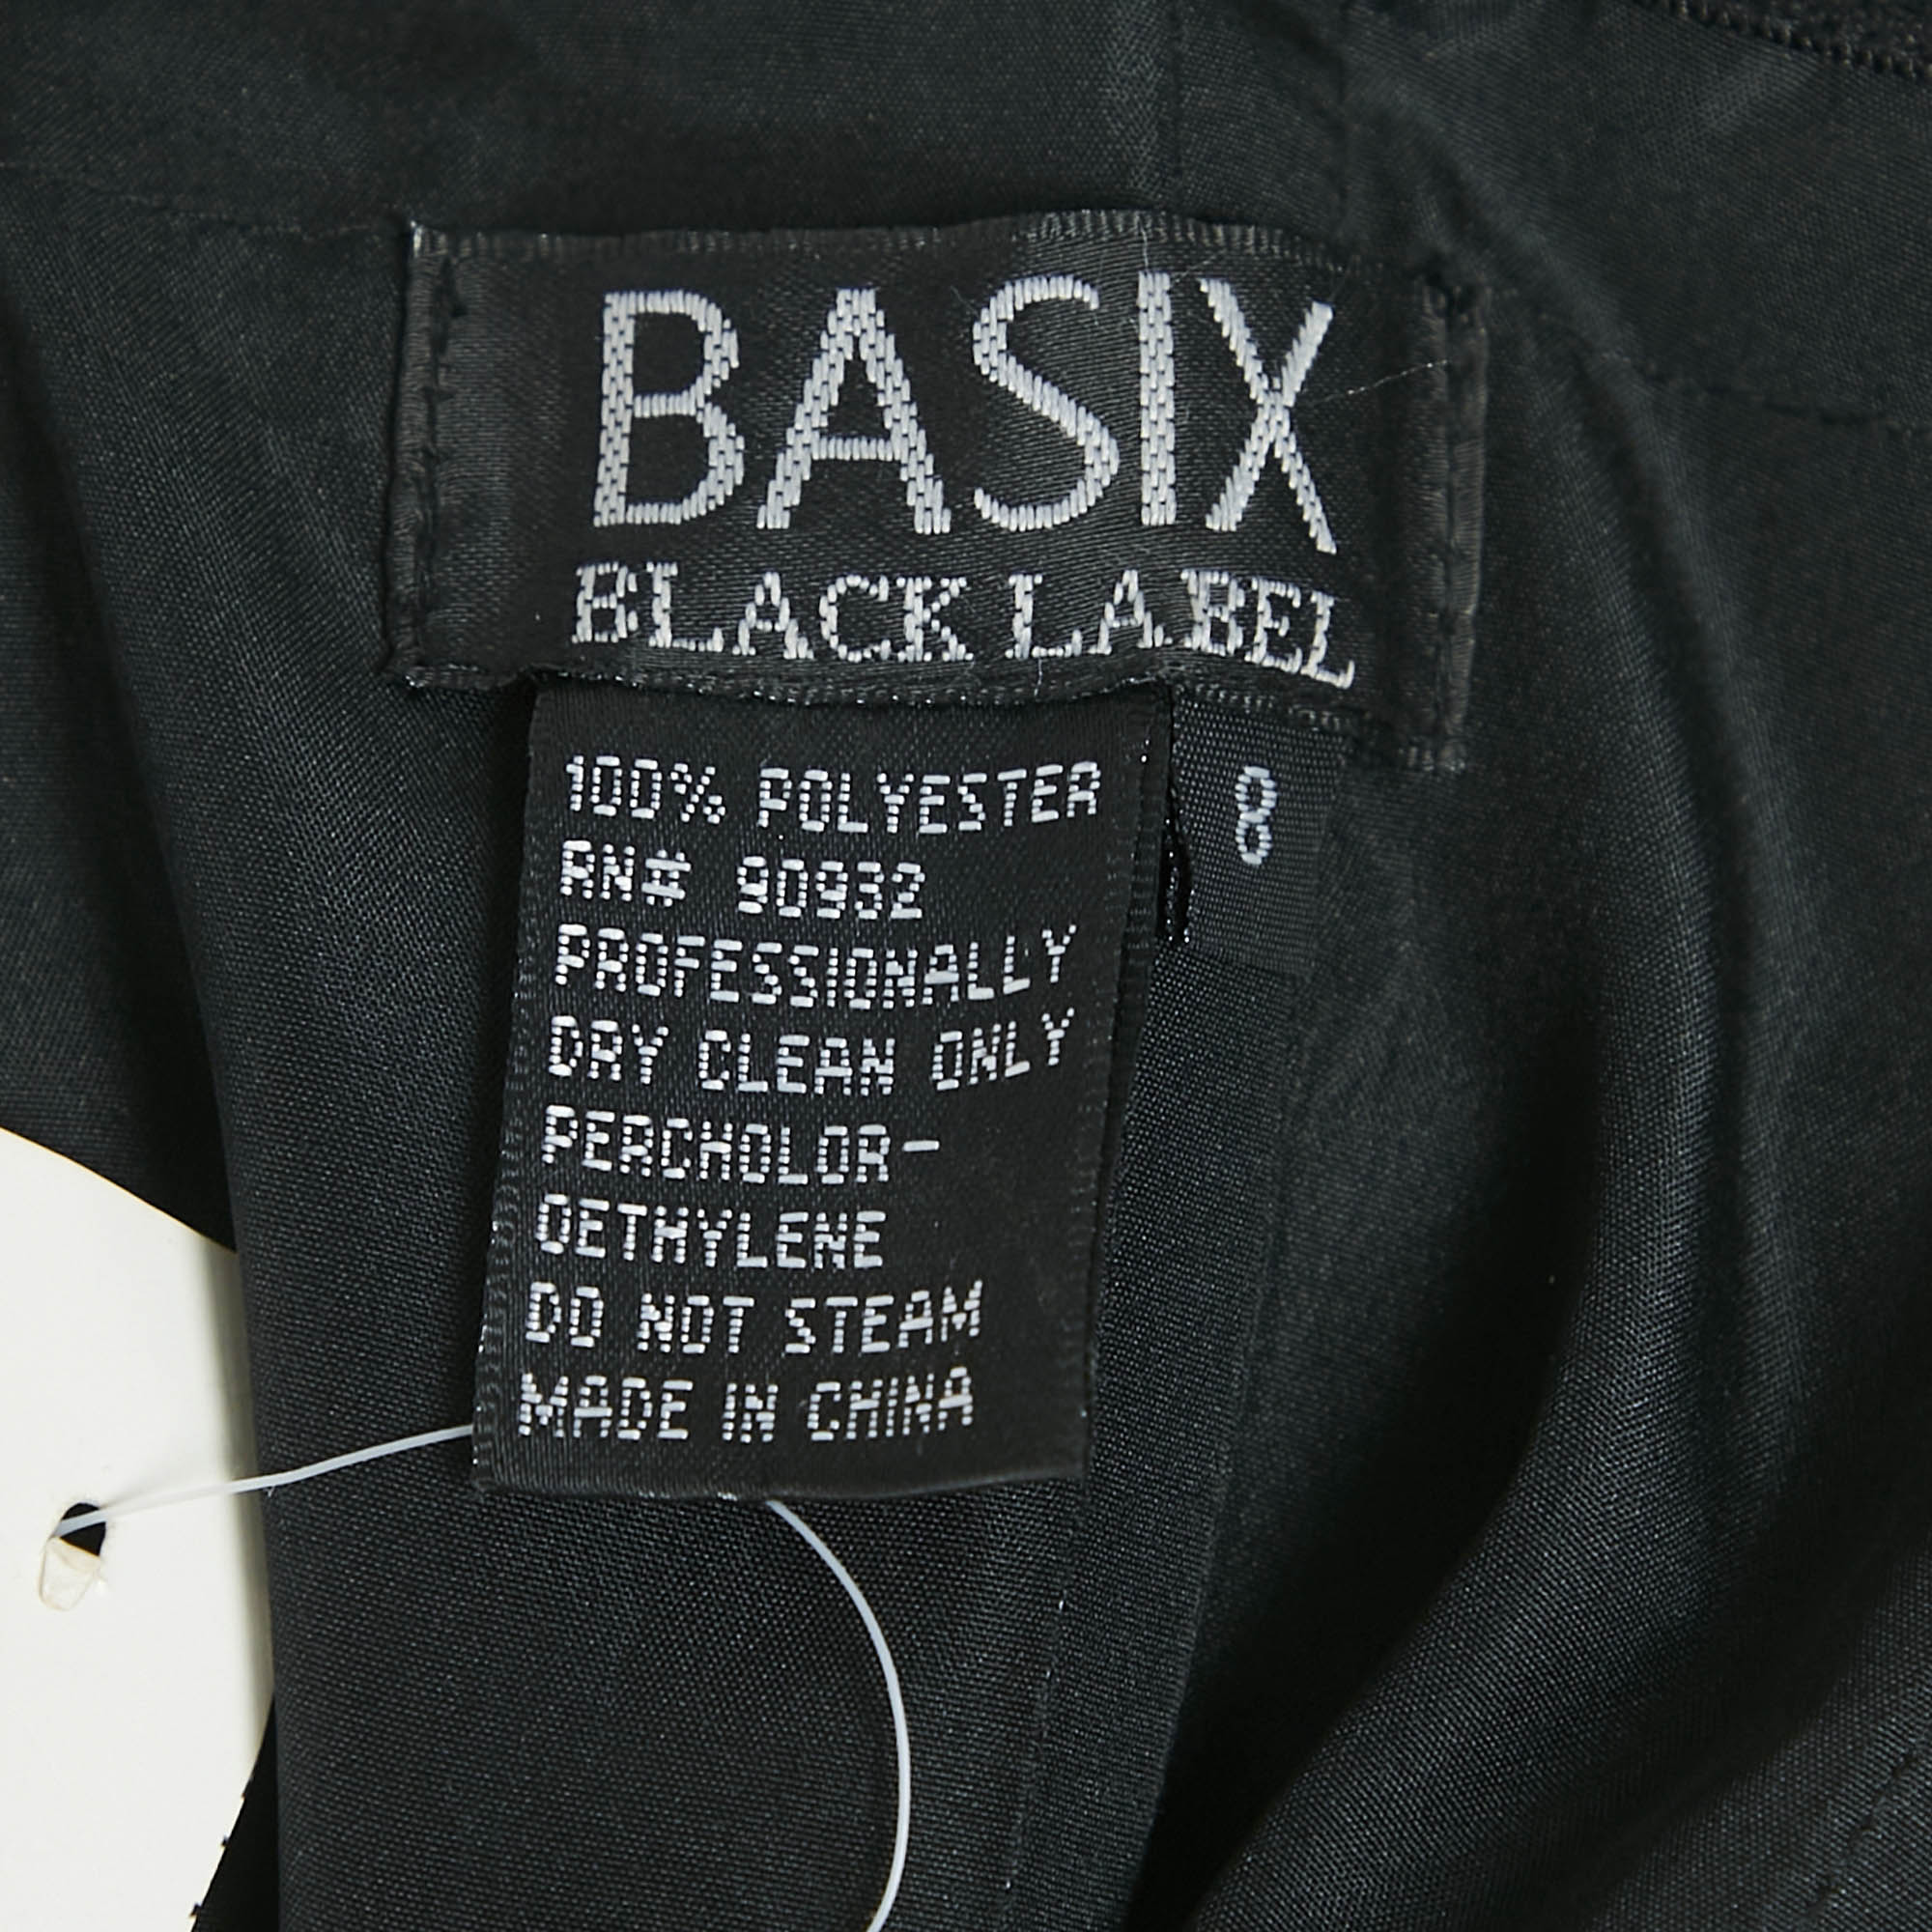 BASIX
BLACK LABEL
100% POLYESTER
RN# 90932
PROFESSIONALLY
DRY CLEAN ONLY
PERCHOLOR-
OETHYLENE
DO NOT STEAM
MADE IN CHINA
8